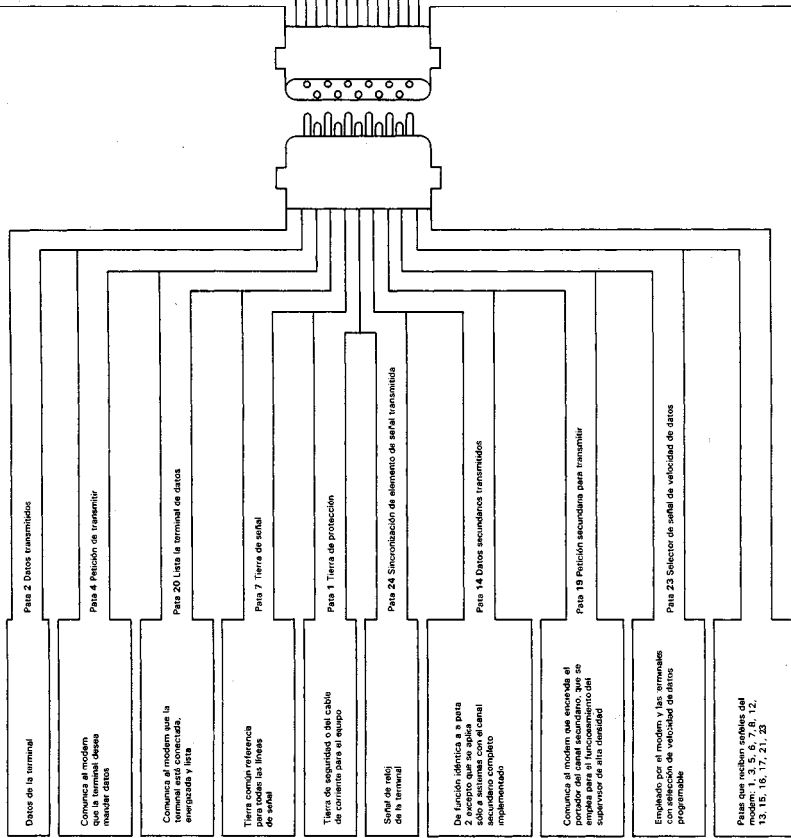 Datos de la terminal
Pata 2 Datos transmitidos
Comunica al modem
que la terminal desea
mandar datos
Pata 4 Petición de transmitir
Comunica al modem que la
terminal está conectada,
energizada y lista
Pata 20 Lista la terminal de datos
Tierra común referencia
para todas las líneas
de señal
Pata 7 Tierra de señal
Tierra de seguridad o del cable
de corriente para el equipo
Pata 1 Tierra de protección
Señal de reloj
de la terminal
Pata 24 Sincronización de elemento de señal transmitida
De función idéntica a a pata
2 excepto que se aplica
sólo a sistemas con el canal
secundario completo
implementado
Pata 14 Datos secundarios transmitidos
Comunica al modem que encienda el
portador del canal secundario, que se
emplea para el funcionamiento del
supervisor de alta densidad
Pata 19 Petición secundaria para transmitir
Empleado por el modem y las terminales
con selección de velocidad de datos
programable
Pata 23 Selector de señal de velocidad de datos
Patas que reciben señales del
modem: 1, 3, 5, 6, 7, 8, 12,
13, 15, 16, 17, 21, 23